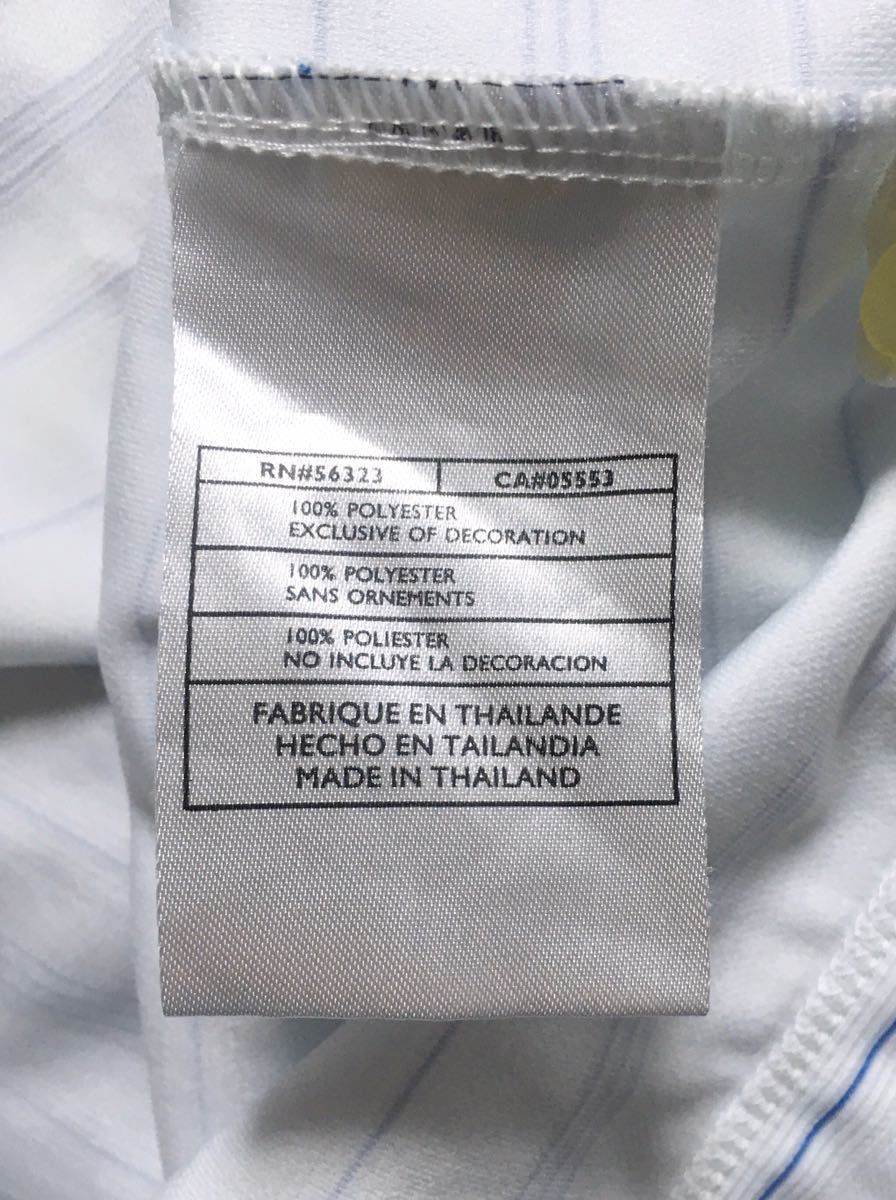 RN#56323 CA#05553
100% POLYESTER
EXCLUSIVE OF DECORATION
100% POLYESTER
SANS ORNEMENTS
100% POLIESTER
NO INCLUYE LA DECORACION
FABRIQUE EN THAILANDE
HECHO EN TAILANDIA
MADE IN THAILAND